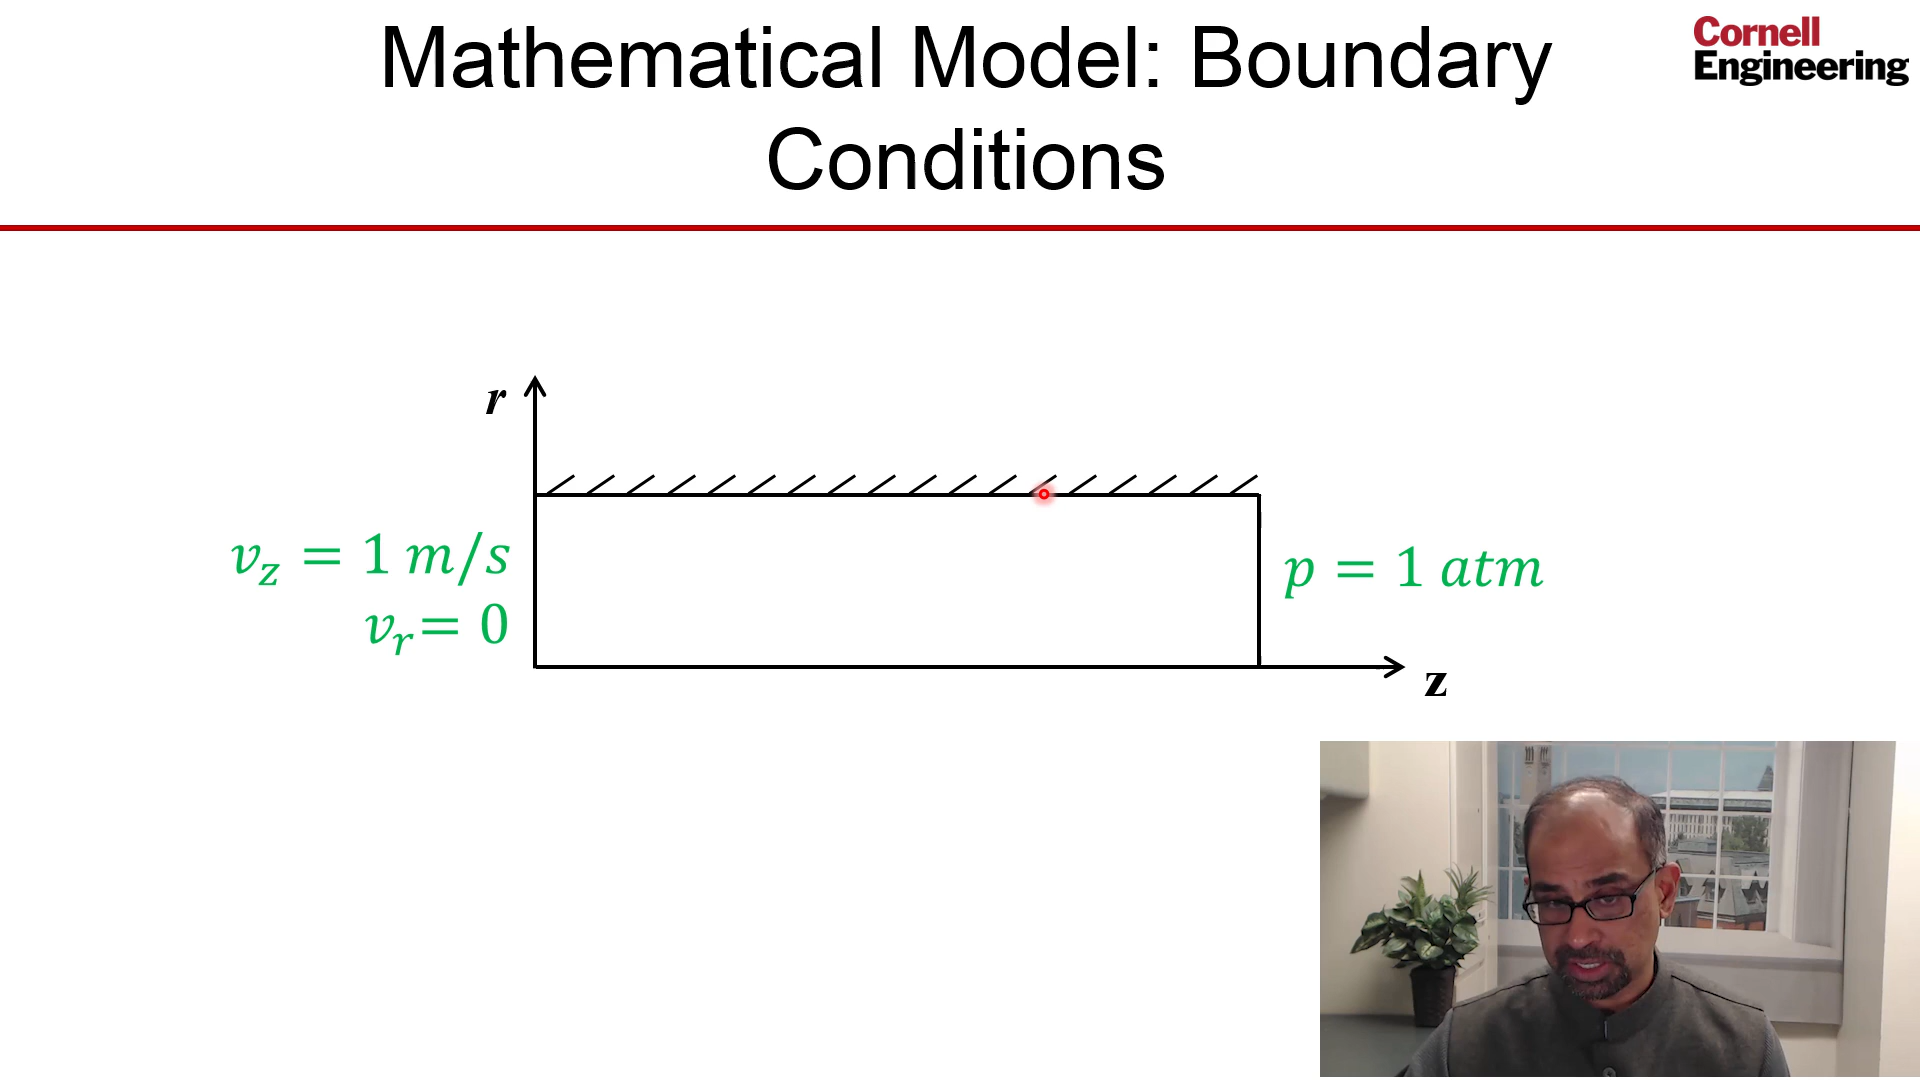 Mathematical Model: Boundary
Conditions
Cornell
Engineering
r
v_z = 1 m/s
v_r = 0
p = 1 atm
z